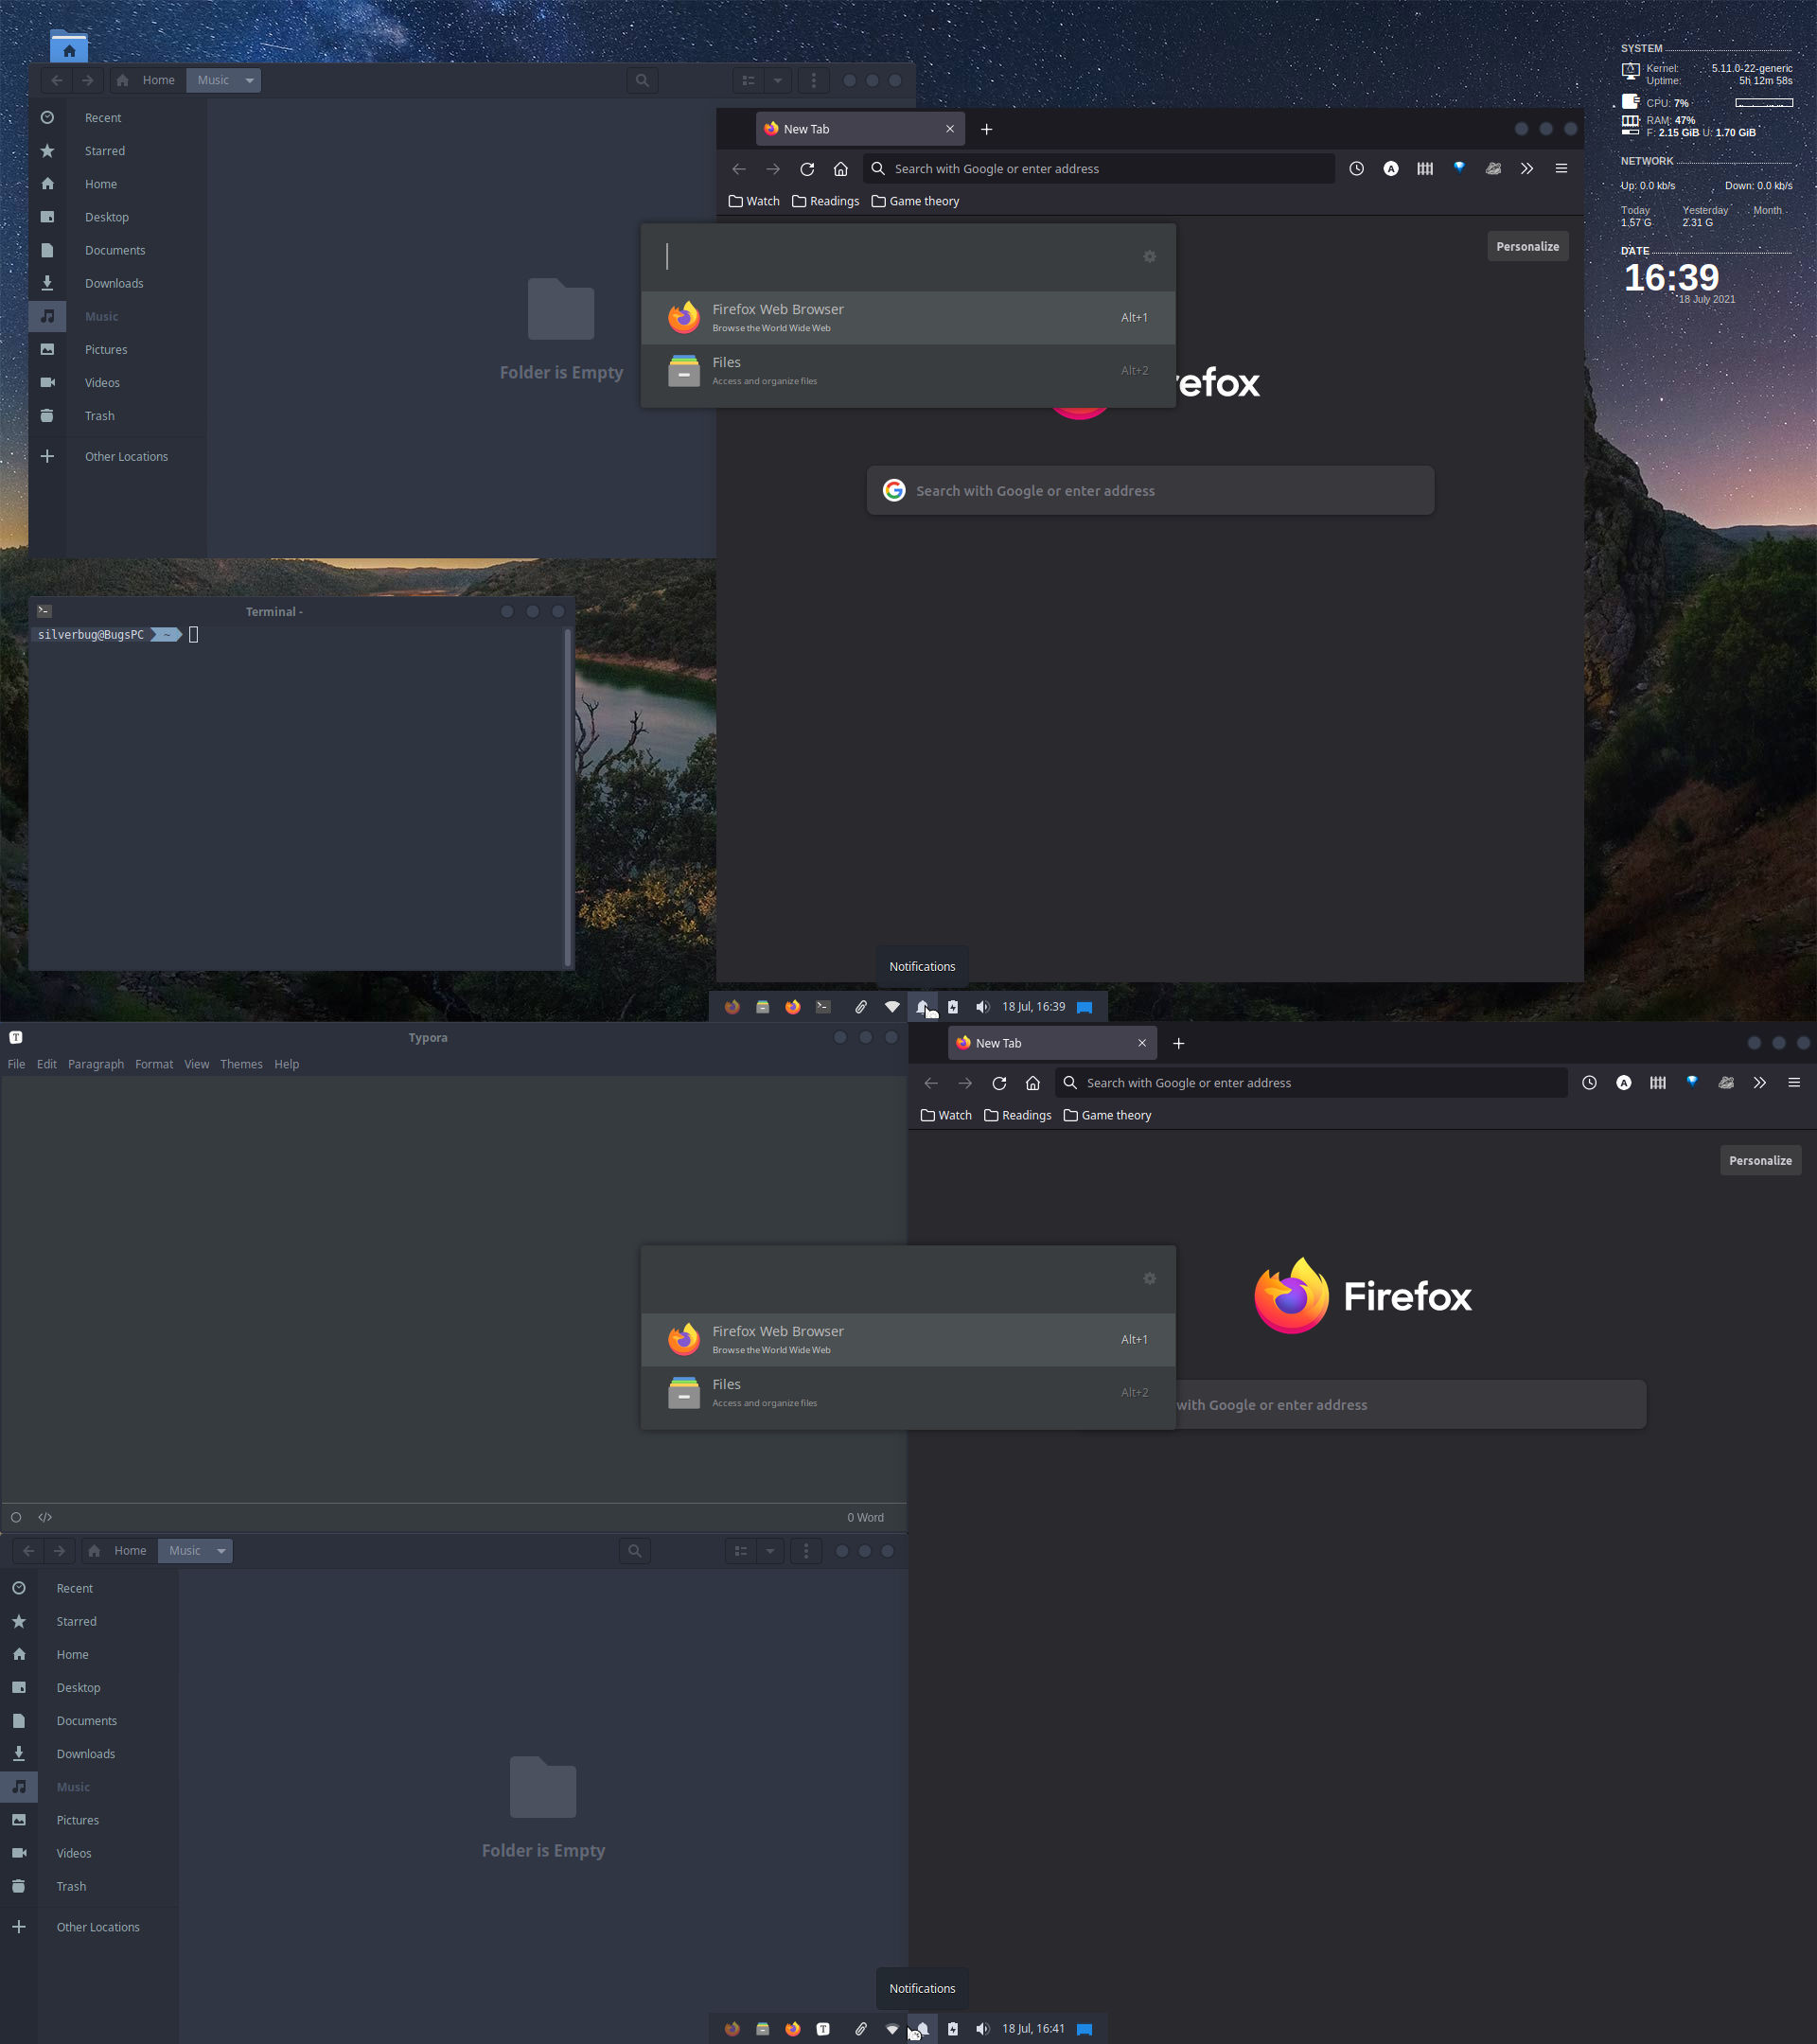 Home Music
Recent
Starred
Home
Desktop
Documents
Downloads
Music
Pictures
Videos
Trash
Other Locations
Folder is Empty
New Tab
Search with Google or enter address
Watch Readings Game theory
Personalize
Firefox Web Browser
Browse the World Wide Web
Alt+1
Files
Access and organize files
Alt+2
refox
Search with Google or enter address
SYSTEM
Kernel: 5.11.0-22-generic
Uptime: 5h 12m 58s
CPU: 7%
RAM: 47%
F: 2.15 GiB U: 1.70 GiB
NETWORK
Up: 0.0 kb/s Down: 0.0 kb/s
Today Yesterday Month
1.57 G 2.31 G
DATE
16:39
18 July 2021
Terminal -
silverbug@BugsPC ~
Notifications
18 Jul, 16:39
Typora
File Edit Paragraph Format View Themes Help
0 Word
New Tab
Search with Google or enter address
Watch Readings Game theory
Personalize
Firefox Web Browser
Browse the World Wide Web
Alt+1
Files
Access and organize files
Alt+2
Firefox
with Google or enter address
Home Music
Recent
Starred
Home
Desktop
Documents
Downloads
Music
Pictures
Videos
Trash
Other Locations
Folder is Empty
Notifications
18 Jul, 16:41